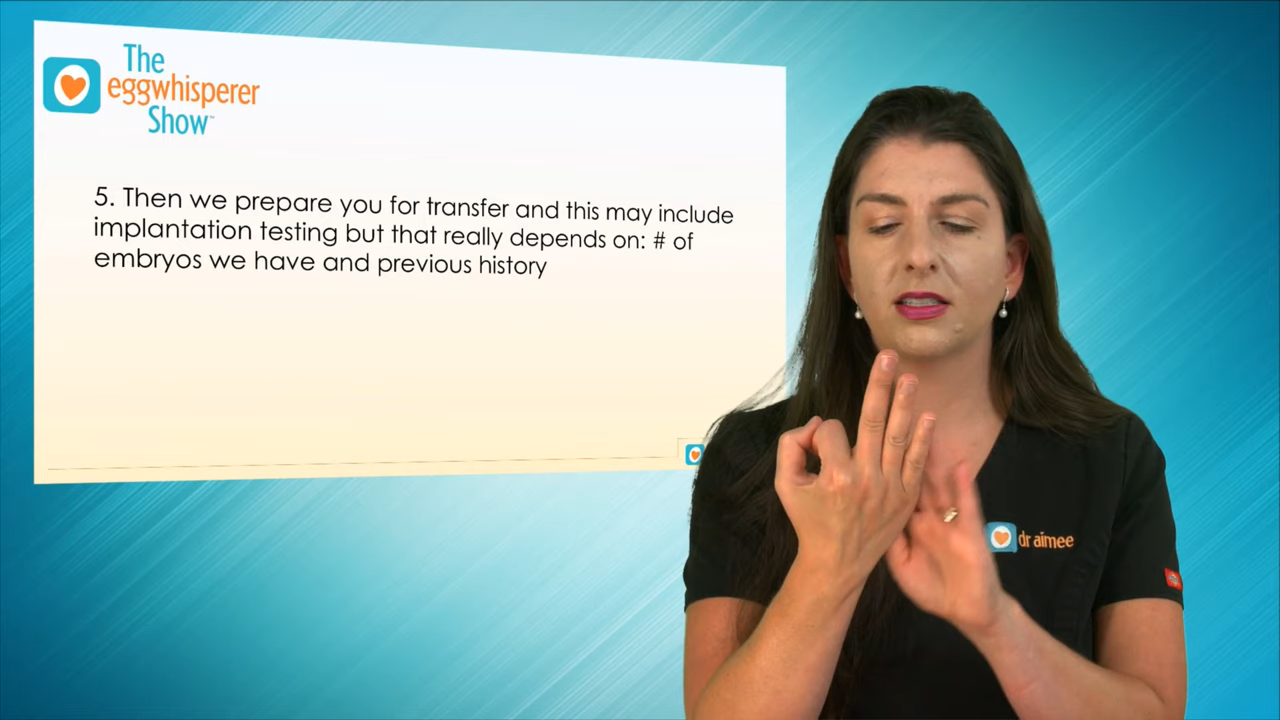 The
eggwhisperer
Show™
5. Then we prepare you for transfer and this may include
implantation testing but that really depends on: # of
embryos we have and previous history
dr aimee